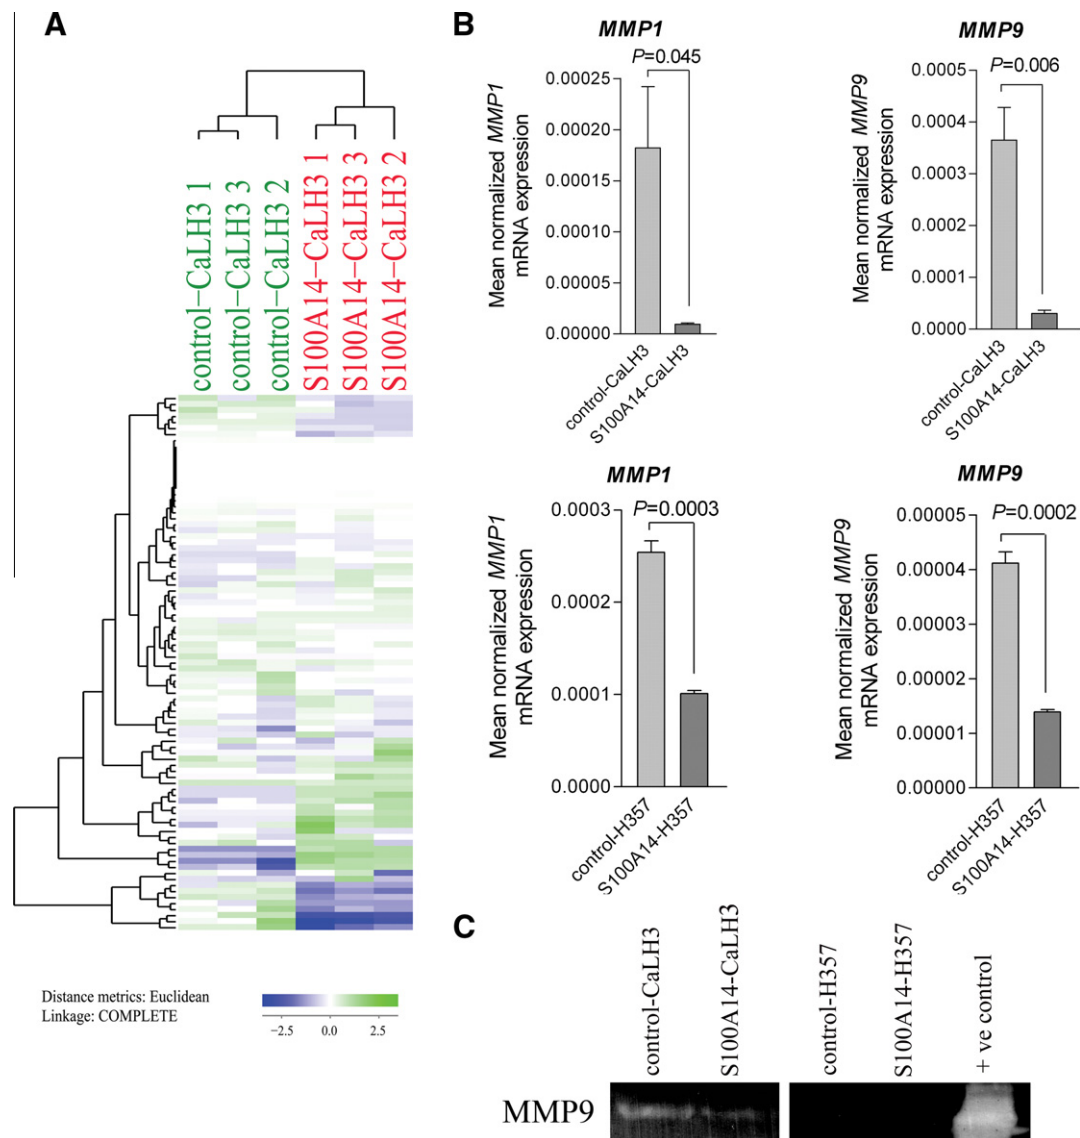 A
control–CaLH3 1
control–CaLH3 3
control–CaLH3 2
S100A14–CaLH3 1
S100A14–CaLH3 3
S100A14–CaLH3 2
Distance metrics: Euclidean
Linkage: COMPLETE
−2.5 0.0 2.5
B
MMP1
P=0.045
Mean normalized MMP1
mRNA expression
0.00025
0.00020
0.00015
0.00010
0.00005
0.00000
control-CaLH3
S100A14-CaLH3
MMP9
P=0.006
Mean normalized MMP9
mRNA expression
0.0005
0.0004
0.0003
0.0002
0.0001
0.0000
control-CaLH3
S100A14-CaLH3
MMP1
P=0.0003
Mean normalized MMP1
mRNA expression
0.0003
0.0002
0.0001
0.0000
control-H357
S100A14-H357
MMP9
P=0.0002
Mean normalized MMP9
mRNA expression
0.00005
0.00004
0.00003
0.00002
0.00001
0.00000
control-H357
S100A14-H357
C
control-CaLH3
S100A14-CaLH3
control-H357
S100A14-H357
+ ve control
MMP9